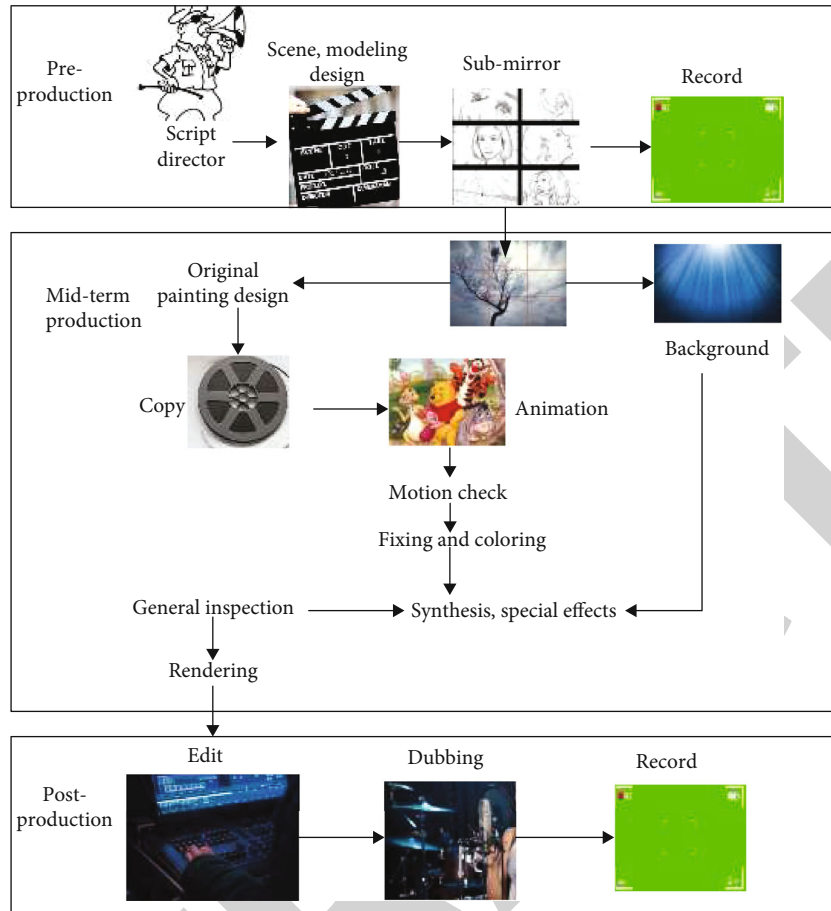 Pre-
production
Script
director
Scene, modeling
design
Sub-mirror
Record
Mid-term
production
Original
painting design
Background
Copy
Animation
Motion check
Fixing and coloring
General inspection
Synthesis, special effects
Rendering
Post-
production
Edit
Dubbing
Record